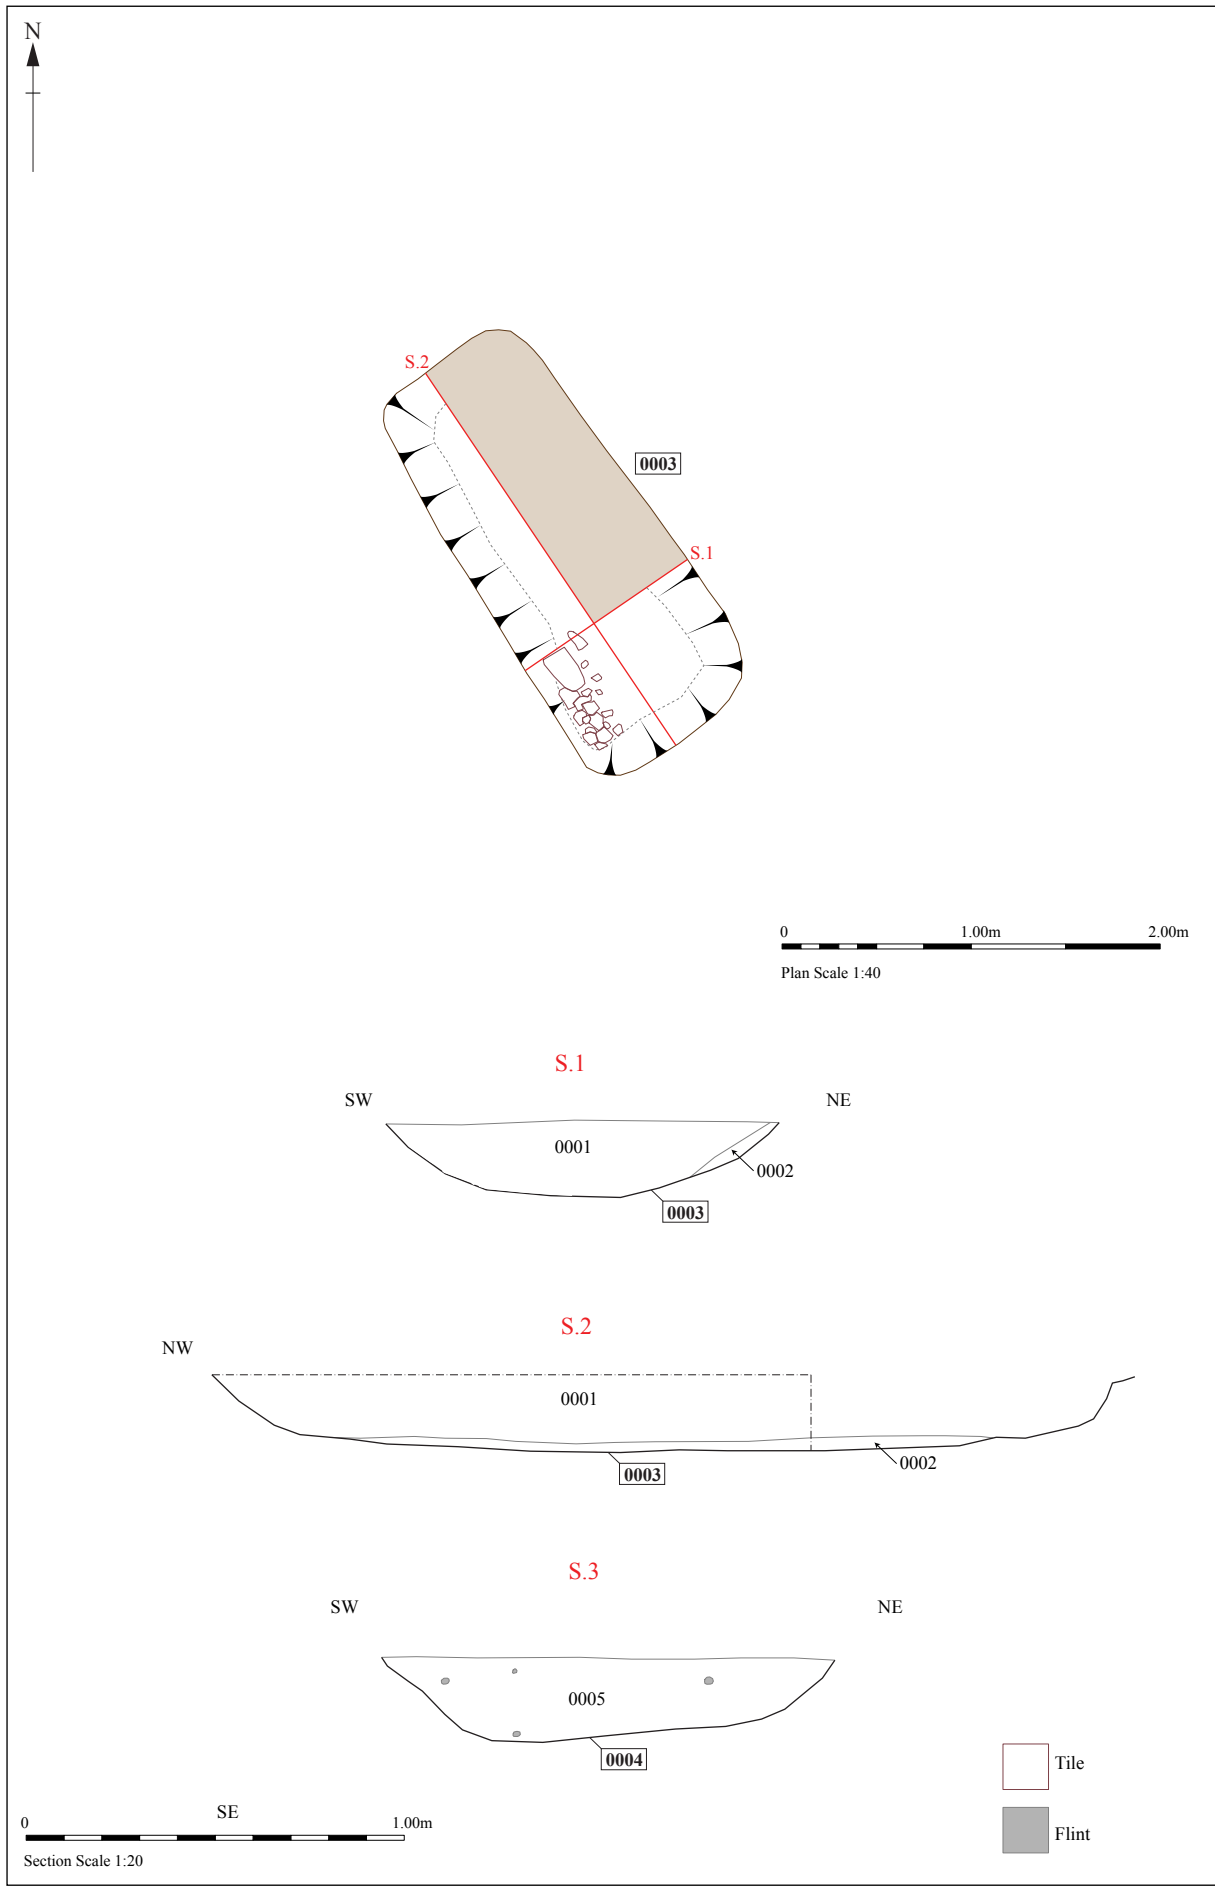 N
S.2
0003
S.1
0 1.00m 2.00m
Plan Scale 1:40
S.1
SW NE
0001
0002
0003
S.2
NW
0001
0002
0003
S.3
SW NE
0005
0004
Tile
SE
0 1.00m
Flint
Section Scale 1:20